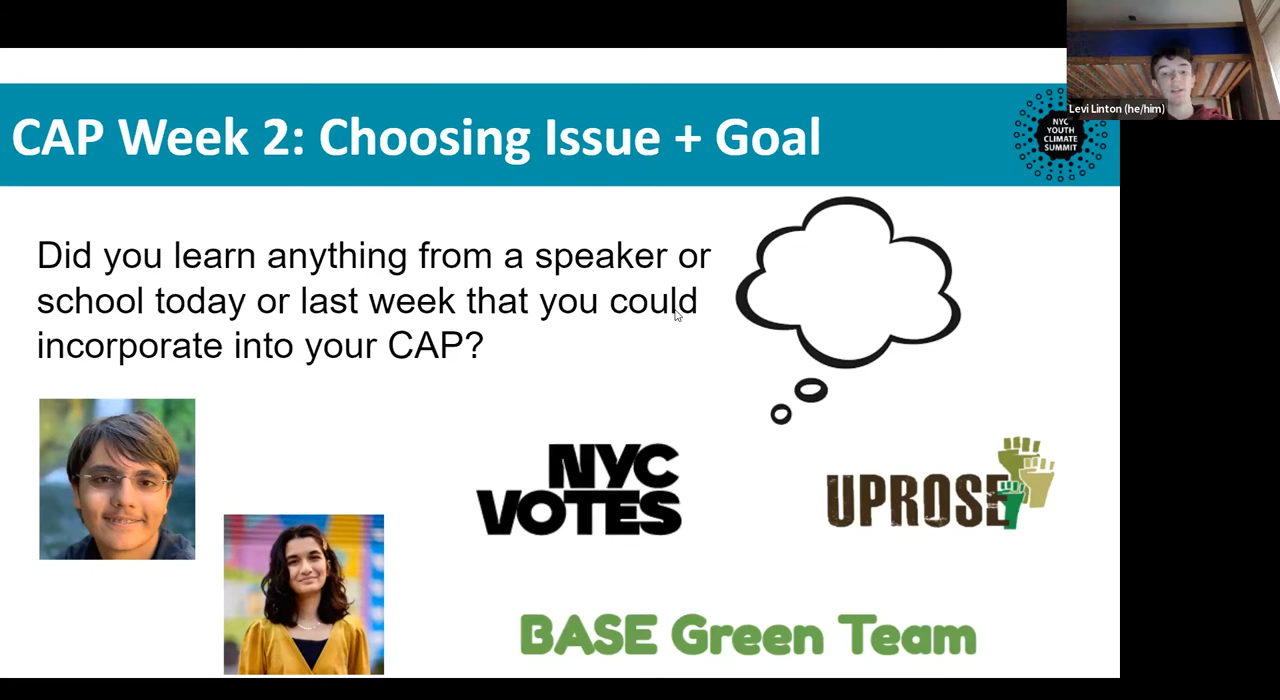 CAP Week 2: Choosing Issue + Goal
Levi Linton (he/him)
NYC
YOUTH
CLIMATE
SUMMIT
Did you learn anything from a speaker or
school today or last week that you could
incorporate into your CAP?
NYC
VOTES
UPROSE
BASE Green Team